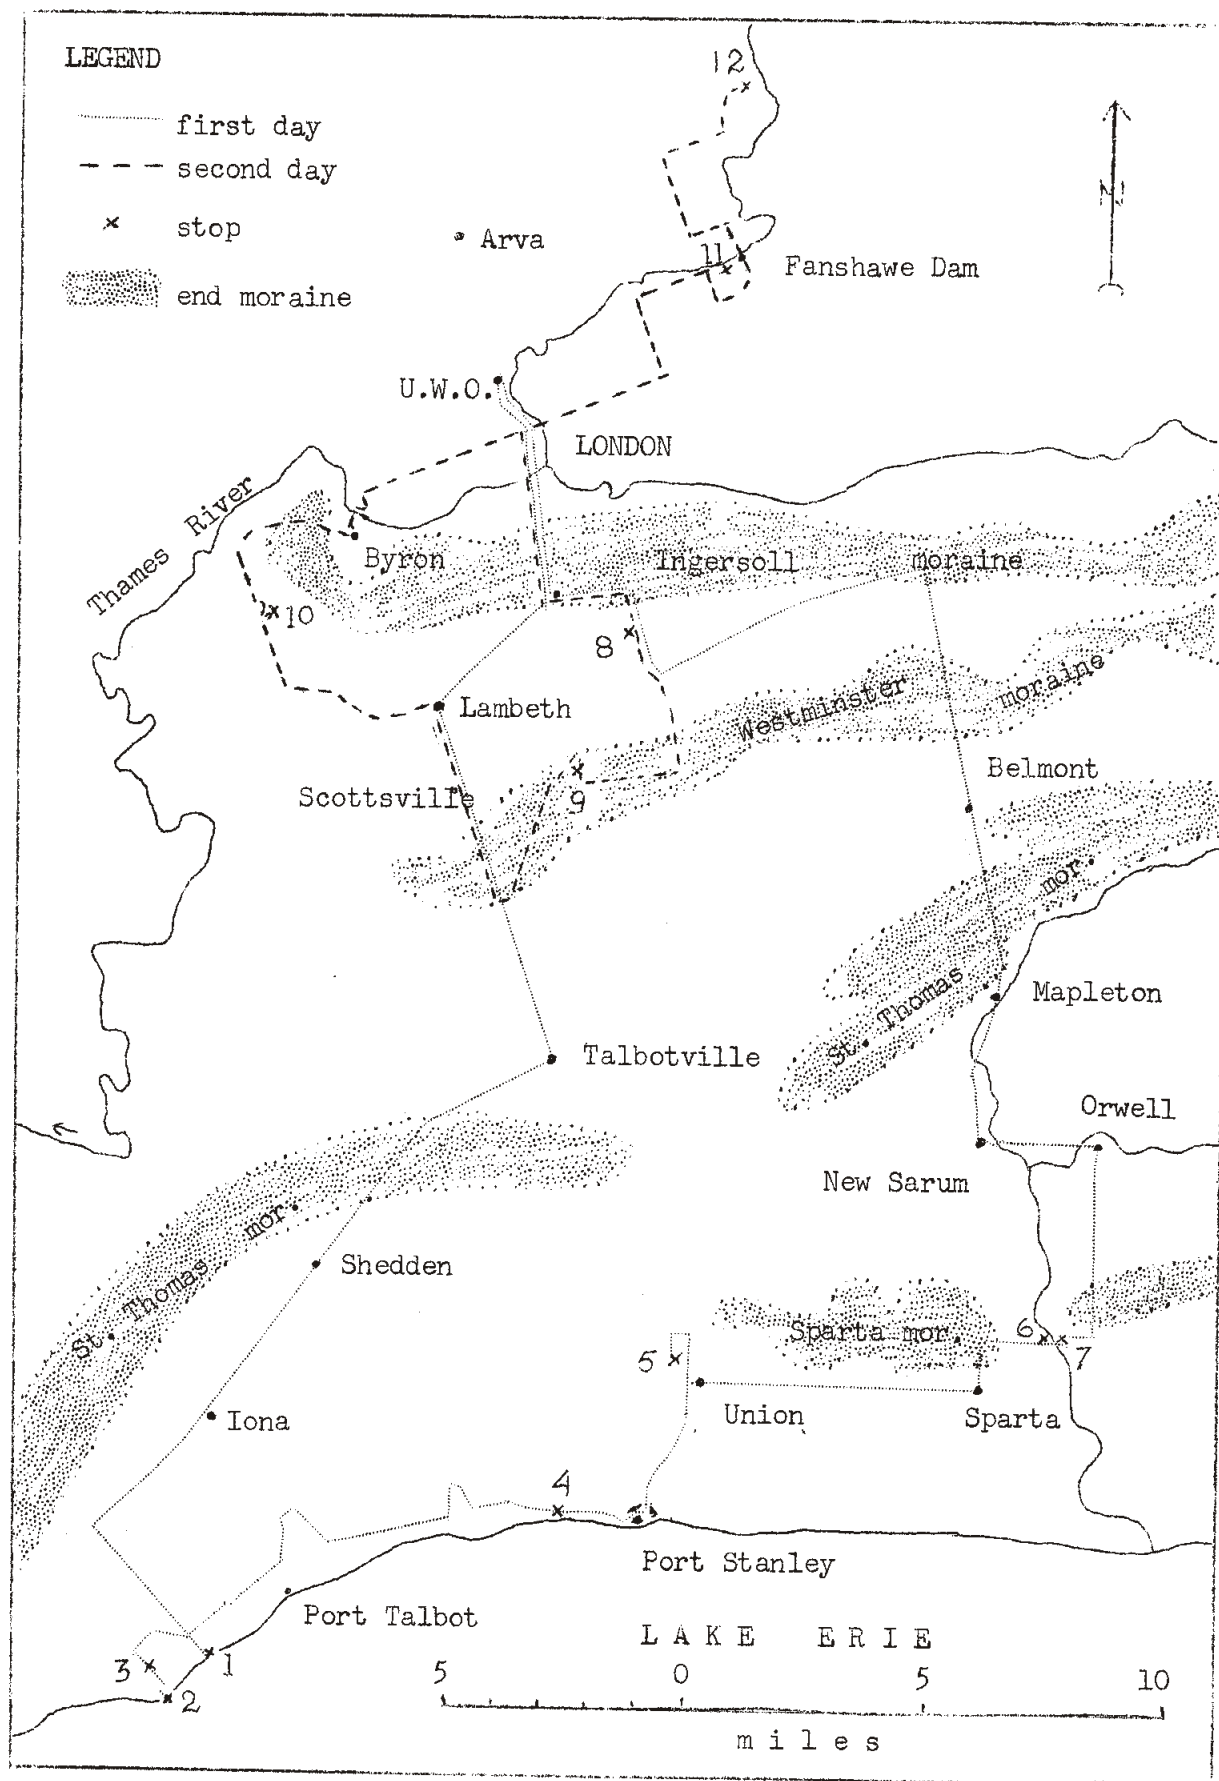 LEGEND
first day
second day
stop
end moraine
12
N
Arva
11
Fanshawe Dam
U.W.O.
LONDON
Thames River
Byron
Ingersoll moraine
10
8
Lambeth
Westminster moraine
Belmont
Scottsville
9
St. Thomas mor.
Mapleton
Talbotville
Orwell
New Sarum
St. Thomas mor.
Shedden
Sparta mor.
6
7
5
Iona
Union
Sparta
4
Port Stanley
Port Talbot
LAKE ERIE
3
1
2
5 0 5 10
miles